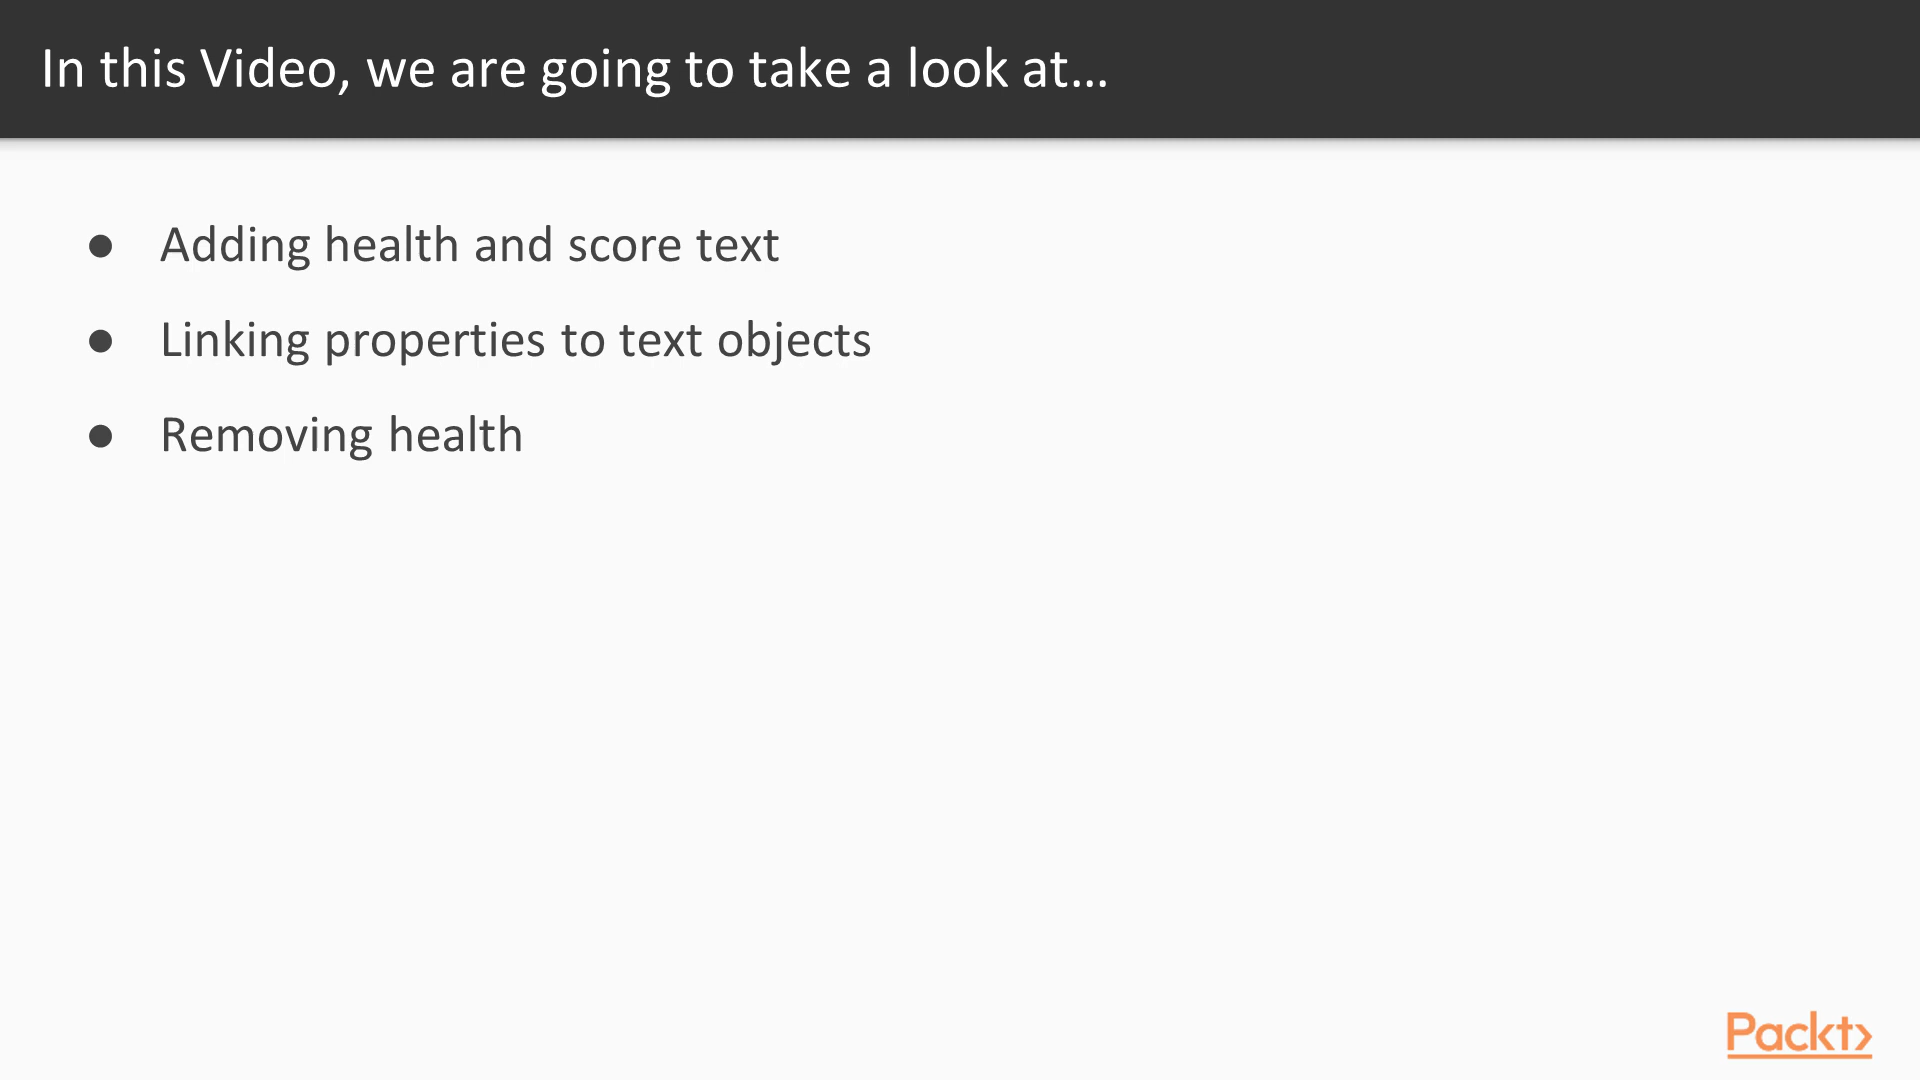 In this Video, we are going to take a look at...
● Adding health and score text
● Linking properties to text objects
● Removing health
Packt>